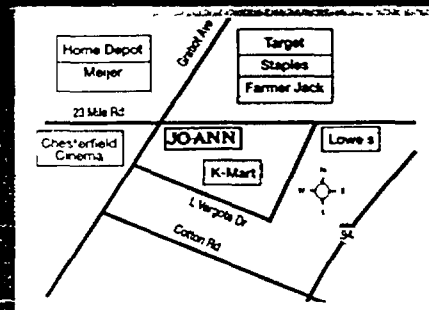 Home Depot
Meijer
Gratiot Ave
Target
Staples
Farmer Jack
23 Mile Rd
Chesterfield
Cinema
JO-ANN
Lowe's
K-Mart
N
W
E
Cotton Rd
94